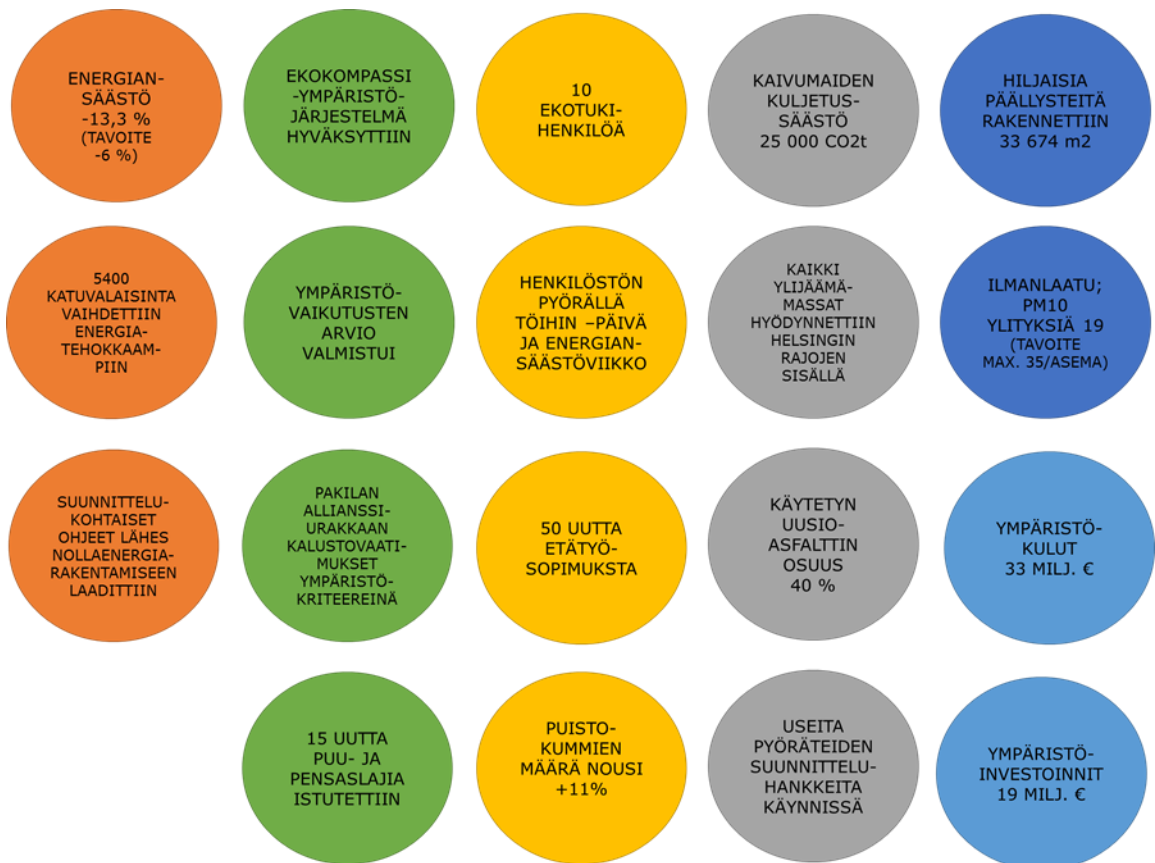 ENERGIAN-
SÄÄSTÖ
-13,3 %
(TAVOITE
-6 %)
EKOKOMPASSI
-YMPÄRISTÖ-
JÄRJESTELMÄ
HYVÄKSYTTIIN
10
EKOTUKI-
HENKILÖÄ
KAIVUMAIDEN
KULJETUS-
SÄÄSTÖ
25 000 CO2t
HILJAISIA
PÄÄLLYSTEITÄ
RAKENNETTIIN
33 674 m2
5400
KATUVALAISINTA
VAIHDETTIIN
ENERGIA-
TEHOKKAAM-
PIIN
YMPÄRISTÖ-
VAIKUTUSTEN
ARVIO
VALMISTUI
HENKILÖSTÖN
PYÖRÄLLÄ
TÖIHIN –PÄIVÄ
JA ENERGIAN-
SÄÄSTÖVIIKKO
KAIKKI
YLIJÄÄMÄ-
MASSAT
HYÖDYNNETTIIN
HELSINGIN
RAJOJEN
SISÄLLÄ
ILMANLAATU;
PM10
YLITYKSIÄ 19
(TAVOITE
MAX. 35/ASEMA)
SUUNNITTELU-
KOHTAISET
OHJEET LÄHES
NOLLAENERGIA-
RAKENTAMISEEN
LAADITTIIN
PAKILAN
ALLIANSSI-
URAKKAAN
KALUSTOVAATI-
MUKSET
YMPÄRISTÖ-
KRITEEREINÄ
50 UUTTA
ETÄTYÖ-
SOPIMUKSTA
KÄYTETYN
UUSIO-
ASFALTTIN
OSUUS
40 %
YMPÄRISTÖ-
KULUT
33 MILJ. €
15 UUTTA
PUU- JA
PENSASLAJIA
ISTUTETTIIN
PUISTO-
KUMMIEN
MÄÄRÄ NOUSI
+11%
USEITA
PYÖRÄTEIDEN
SUUNNITTELU-
HANKKEITA
KÄYNNISSÄ
YMPÄRISTÖ-
INVESTOINNIT
19 MILJ. €